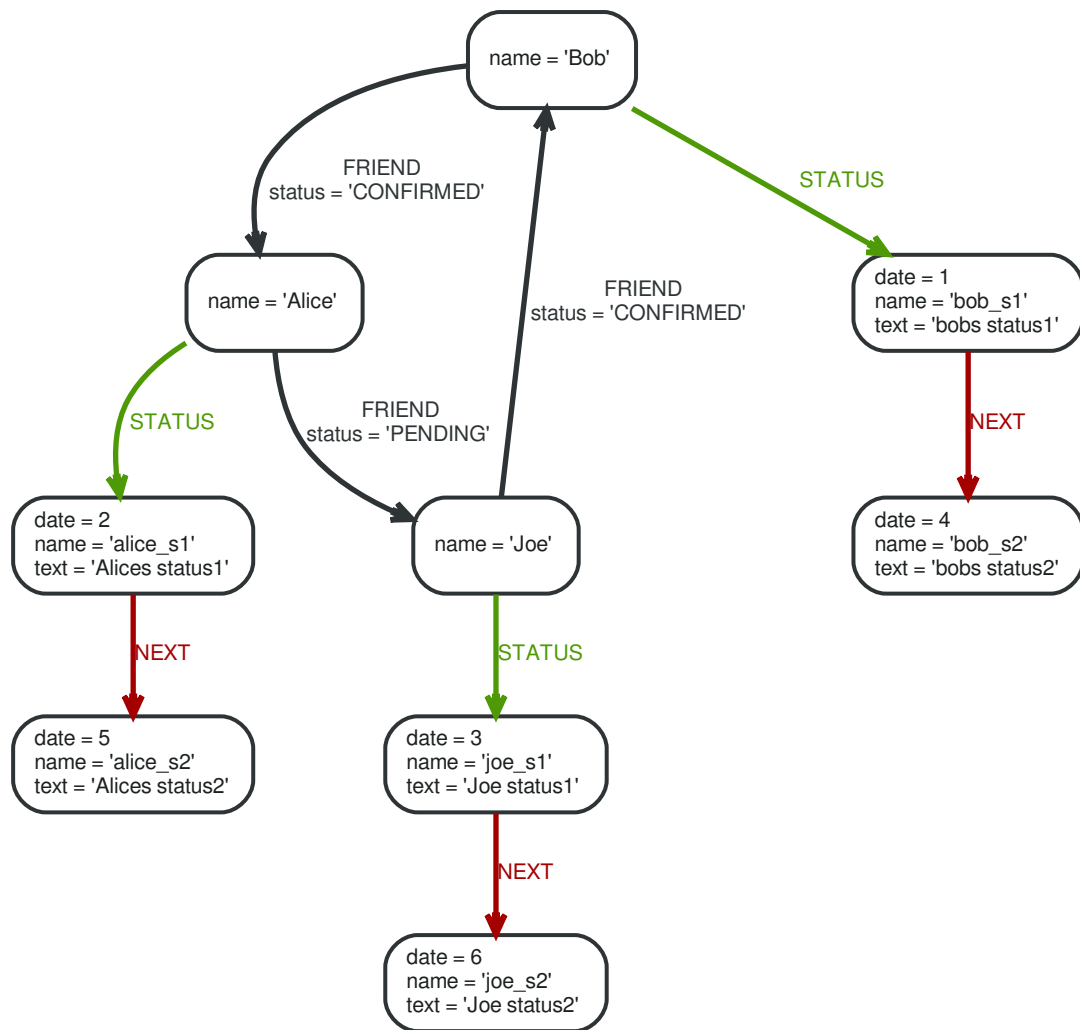 name = 'Bob'
FRIEND
status = 'CONFIRMED'
STATUS
name = 'Alice'
FRIEND
status = 'CONFIRMED'
date = 1
name = 'bob_s1'
text = 'bobs status1'
STATUS
FRIEND
status = 'PENDING'
NEXT
date = 2
name = 'alice_s1'
text = 'Alices status1'
name = 'Joe'
date = 4
name = 'bob_s2'
text = 'bobs status2'
NEXT
STATUS
date = 5
name = 'alice_s2'
text = 'Alices status2'
date = 3
name = 'joe_s1'
text = 'Joe status1'
NEXT
date = 6
name = 'joe_s2'
text = 'Joe status2'